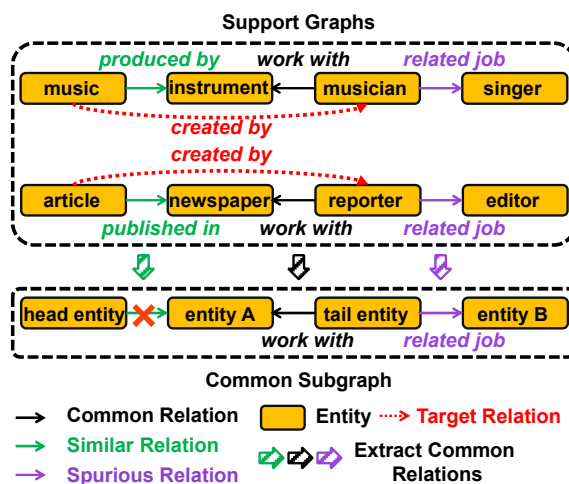 Support Graphs
produced by work with related job
music instrument musician singer
created by
created by
article newspaper reporter editor
published in work with related job
head entity entity A tail entity entity B
work with related job
Common Subgraph
Common Relation Entity Target Relation
Similar Relation Extract Common
Spurious Relation Relations